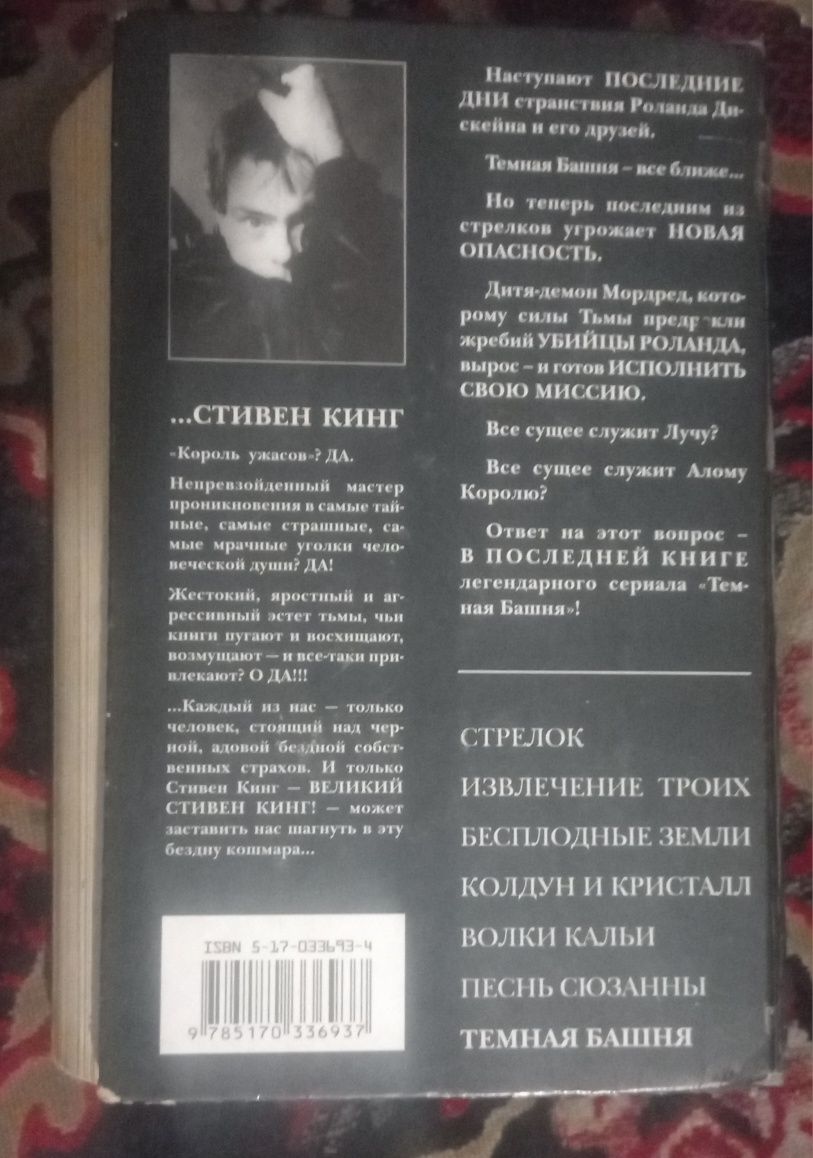 ...СТИВЕН КИНГ
«Король ужасов»? ДА.
Непревзойденный мастер
проникновения в самые тай-
ные, самые страшные, са-
мые мрачные уголки чело-
веческой души? ДА!
Жестокий, яростный и аг-
рессивный эстет тьмы, чьи
книги пугают и восхищают,
возмущают – и все-таки при-
влекают? О ДА!!!
...Каждый из нас – только
человек, стоящий над чер-
ной, адовой бездной собст-
венных страхов. И только
Стивен Кинг – ВЕЛИКИЙ
СТИВЕН КИНГ! – может
заставить нас шагнуть в эту
бездну кошмара...
ISBN 5-17-033693-4
9 785170 336937
Наступают ПОСЛЕДНИЕ
ДНИ странствия Роланда Ди-
скейна и его друзей.
Темная Башня – все ближе...
Но теперь последним из
стрелков угрожает НОВАЯ
ОПАСНОСТЬ.
Дитя-демон Мордред, кото-
рому силы Тьмы
жребий УБИЙЦЫ РОЛАНДА,
вырос – и готов ИСПОЛНИТЬ
СВОЮ МИССИЮ.
Все сущее служит Лучу?
Все сущее служит Алому
Королю?
Ответ на этот вопрос –
В ПОСЛЕДНЕЙ КНИГЕ
легендарного сериала «Тем-
ная Башня»!
СТРЕЛОК
ИЗВЛЕЧЕНИЕ ТРОИХ
БЕСПЛОДНЫЕ ЗЕМЛИ
КОЛДУН И КРИСТАЛЛ
ВОЛКИ КАЛЬИ
ПЕСНЬ СЮЗАННЫ
ТЕМНАЯ БАШНЯ